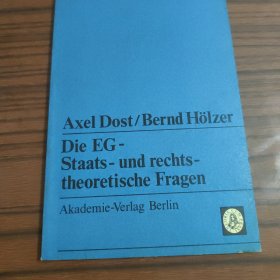 Axel Dost/Bernd Hölzer
Die EG-
Staats- und rechts-
theoretische Fragen
Akademie-Verlag Berlin